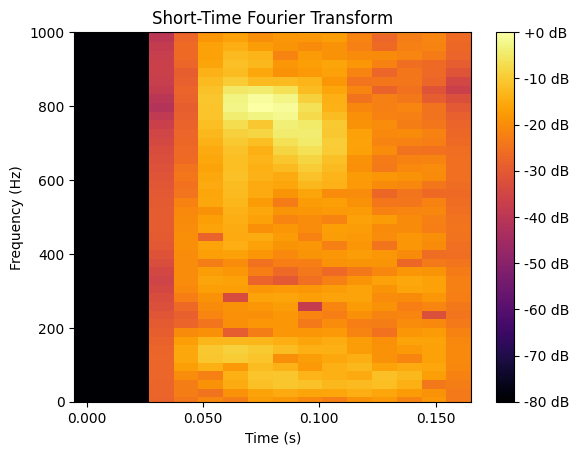 Short-Time Fourier Transform
1000
800
600
400
200
0
Frequency (Hz)
0.000
0.050
0.100
0.150
Time (s)
+0 dB
-10 dB
-20 dB
-30 dB
-40 dB
-50 dB
-60 dB
-70 dB
-80 dB